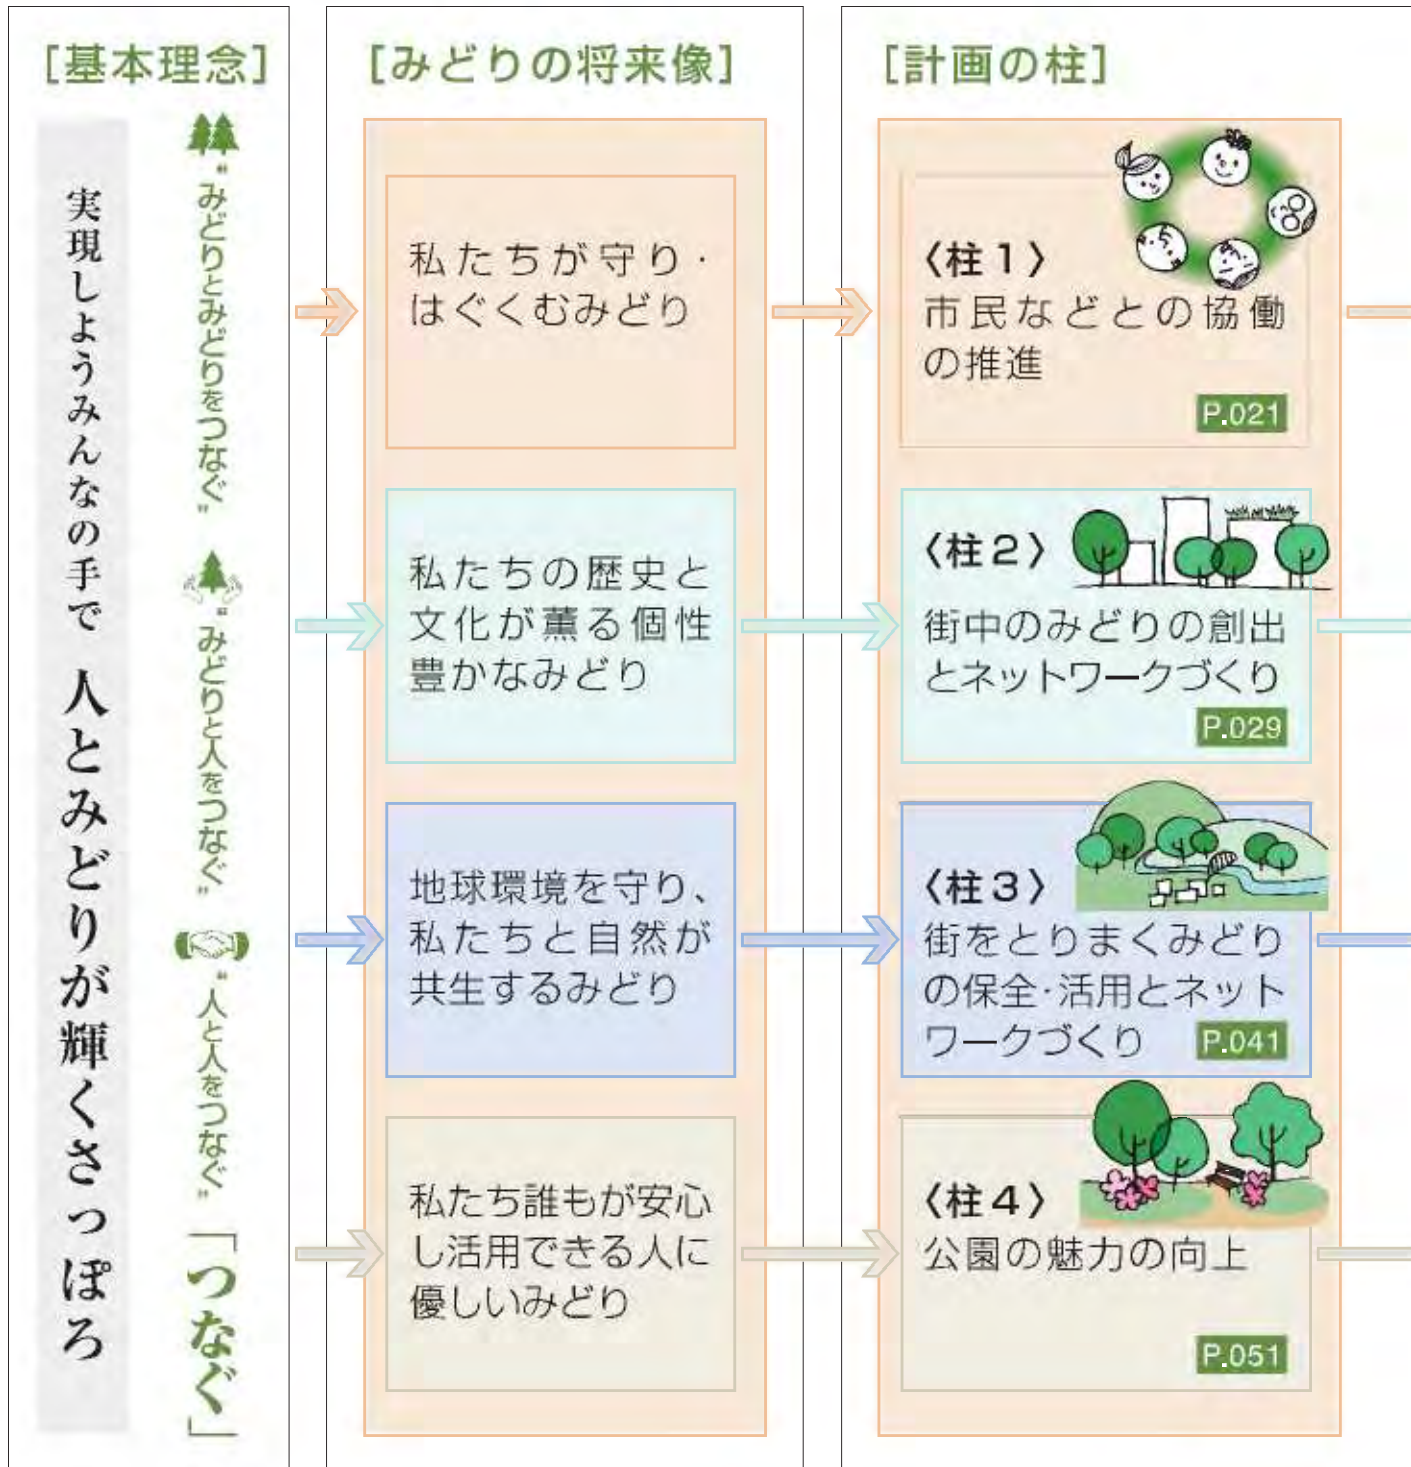 [基本理念]
実現しようみんなの手で 人とみどりが輝くさっぽろ
“みどりとみどりをつなぐ”
“みどりと人をつなぐ”
“人と人をつなぐ”
「つなぐ」
[みどりの将来像]
私たちが守り・
はぐくむみどり
私たちの歴史と
文化が薫る個性
豊かなみどり
地球環境を守り、
私たちと自然が
共生するみどり
私たち誰もが安心
し活用できる人に
優しいみどり
[計画の柱]
〈柱1〉
市民などとの協働
の推進
P.021
〈柱2〉
街中のみどりの創出
とネットワークづくり
P.029
〈柱3〉
街をとりまくみどり
の保全・活用とネット
ワークづくり
P.041
〈柱4〉
公園の魅力の向上
P.051